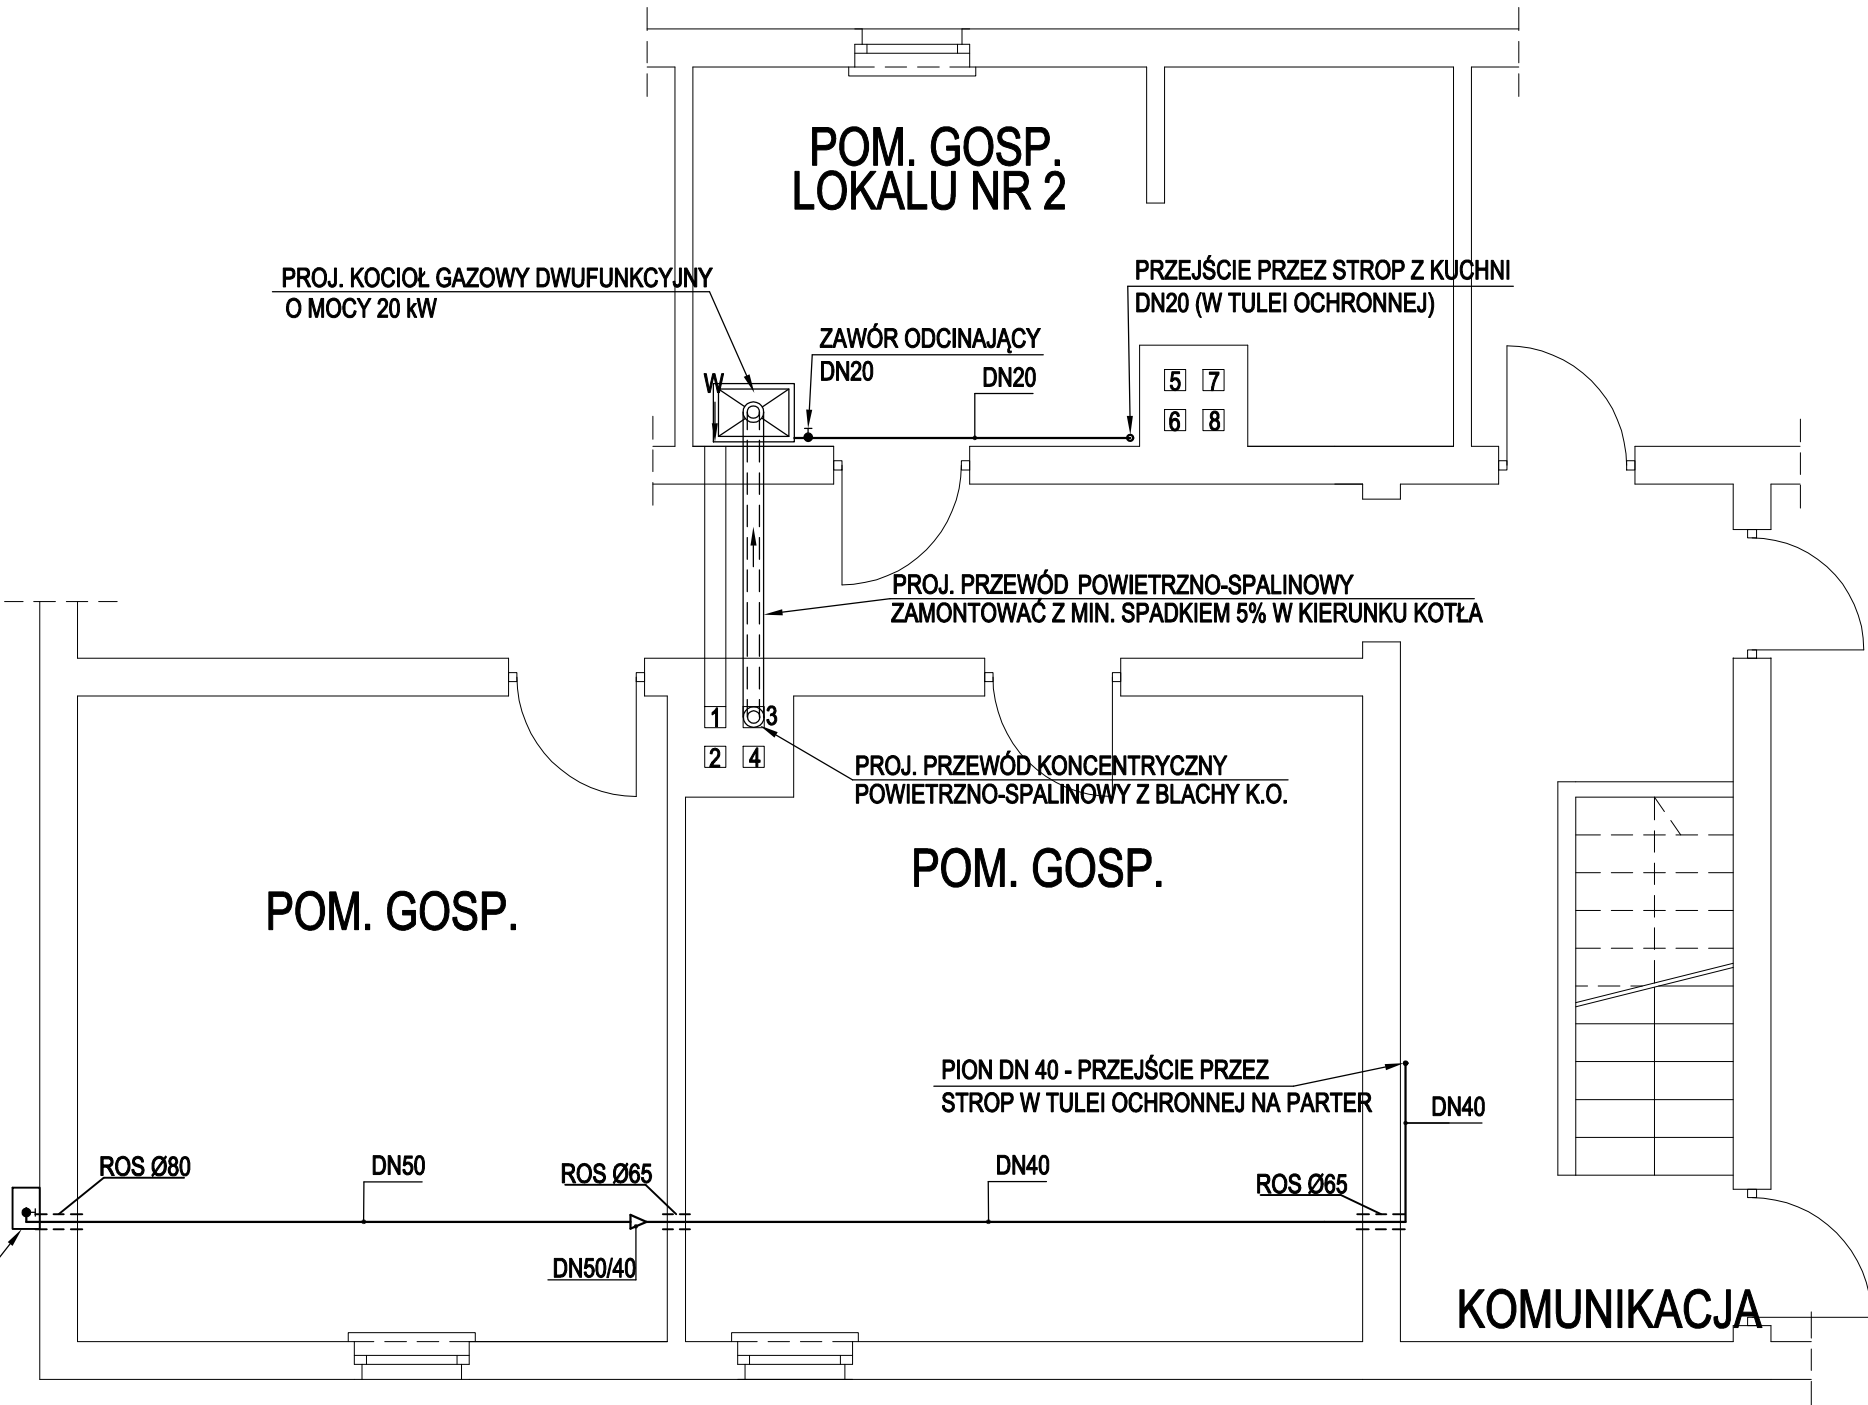 POM. GOSP.
LOKALU NR 2
PROJ. KOCIOŁ GAZOWY DWUFUNKCYJNY
O MOCY 20 kW
PRZEJŚCIE PRZEZ STROP Z KUCHNI
DN20 (W TULEI OCHRONNEJ)
ZAWÓR ODCINAJĄCY
DN20
DN20
W
5 7
6 8
PROJ. PRZEWÓD POWIETRZNO-SPALINOWY
ZAMONTOWAĆ Z MIN. SPADKIEM 5% W KIERUNKU KOTŁA
1 3
2 4
PROJ. PRZEWÓD KONCENTRYCZNY
POWIETRZNO-SPALINOWY Z BLACHY K.O.
POM. GOSP.
POM. GOSP.
PION DN 40 - PRZEJŚCIE PRZEZ
STROP W TULEI OCHRONNEJ NA PARTER
DN40
ROS Ø80
DN50
ROS Ø65
DN40
ROS Ø65
DN50/40
KOMUNIKACJA